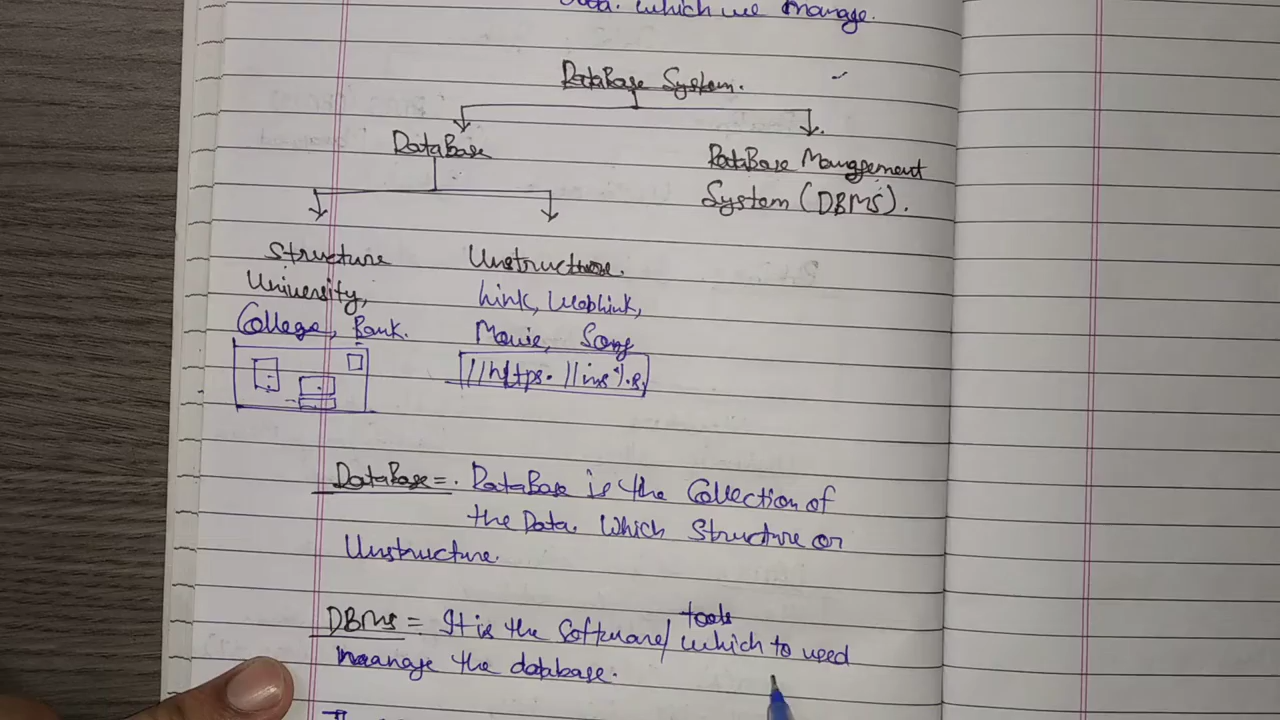 Data. which we manage.
DataBase System.
DataBase
DataBase Management
System (DBMS).
Structure
Unstructure.
University,
Link, Weblink,
College, Bank.
Movie, Song
DataBase =. DataBase is the Collection of
the Data. Which Structure or
Unstructure.
tools
DBMS = It is the Software/ which to used
manage the database.